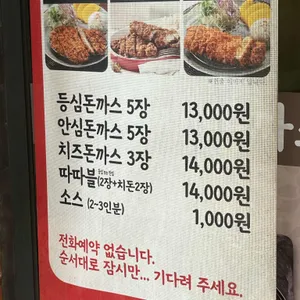 등심돈까스 5장 13,000원
안심돈까스 5장 13,000원
치즈돈까스 3장 14,000원
따따블(2장+치돈2장) 14,000원
소스 (2~3인분) 1,000원
전화예약 없습니다.
순서대로 잠시만... 기다려 주세요.